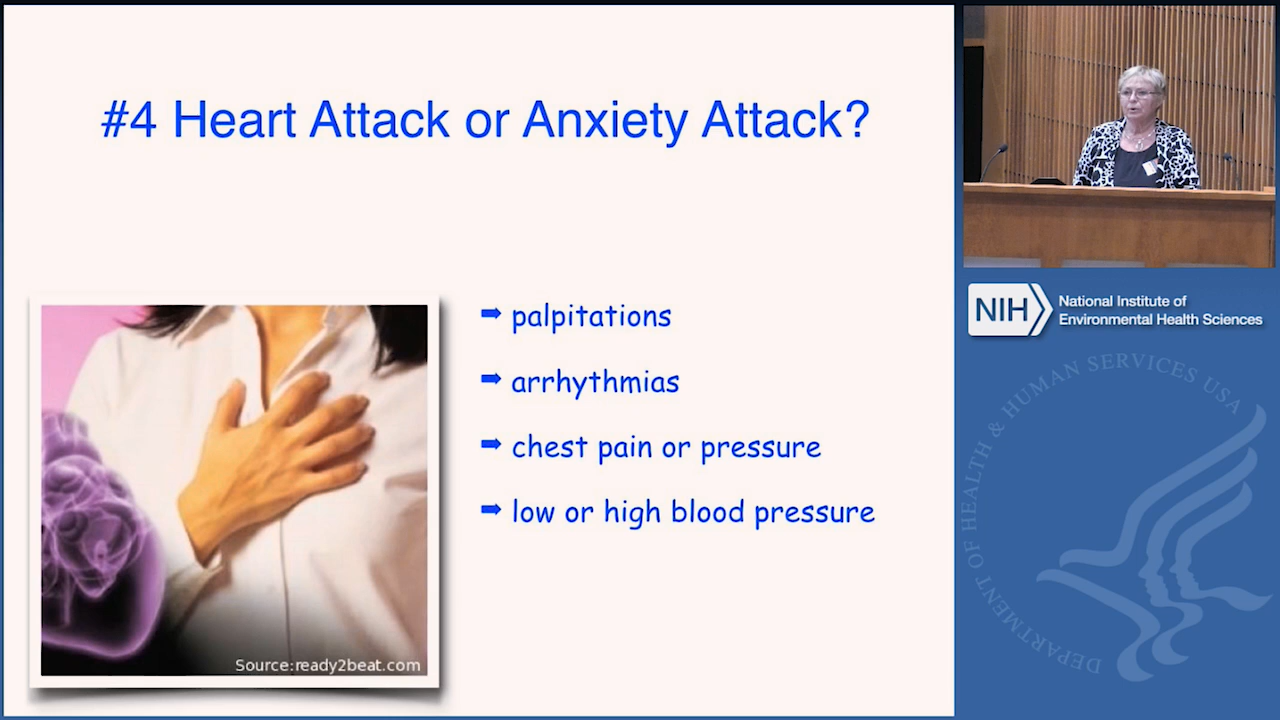 #4 Heart Attack or Anxiety Attack?
➡ palpitations
➡ arrhythmias
➡ chest pain or pressure
➡ low or high blood pressure
Source:ready2beat.com
NIH
National Institute of
Environmental Health Sciences
DEPARTMENT OF HEALTH & HUMAN SERVICES USA